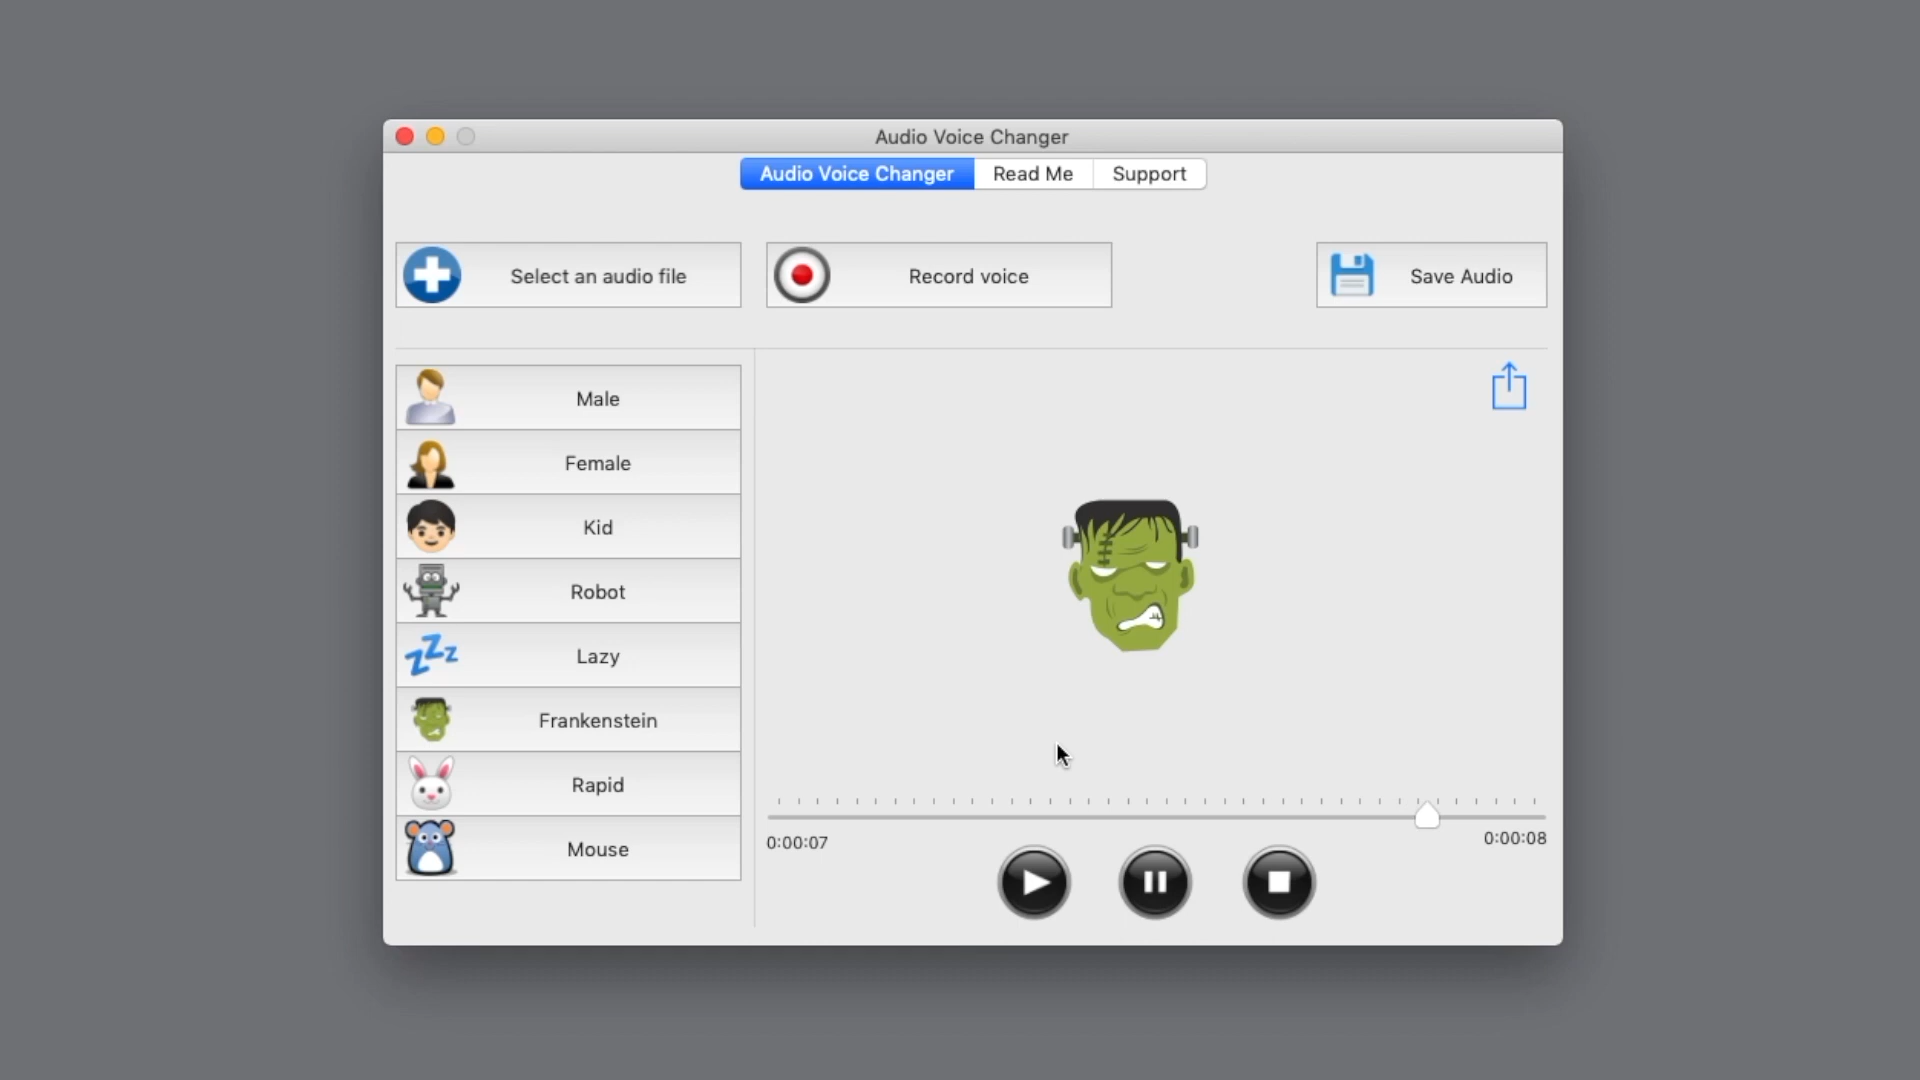 Audio Voice Changer
Audio Voice Changer
Read Me
Support
Select an audio file
Record voice
Save Audio
Male
Female
Kid
Robot
Lazy
Frankenstein
Rapid
Mouse
0:00:07
0:00:08